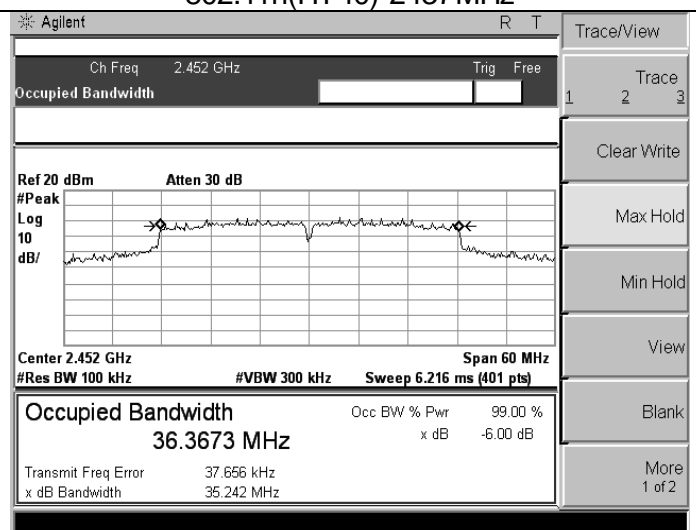 Agilent R T
Trace/View
Ch Freq 2.452 GHz Trig Free
Occupied Bandwidth
Trace
1 2 3
Clear Write
Ref 20 dBm Atten 30 dB
#Peak
Log
10
dB/
Max Hold
Min Hold
View
Center 2.452 GHz Span 60 MHz
#Res BW 100 kHz #VBW 300 kHz Sweep 6.216 ms (401 pts)
Occupied Bandwidth Occ BW % Pwr 99.00 %
36.3673 MHz x dB -6.00 dB
Blank
Transmit Freq Error 37.656 kHz
x dB Bandwidth 35.242 MHz
More
1 of 2